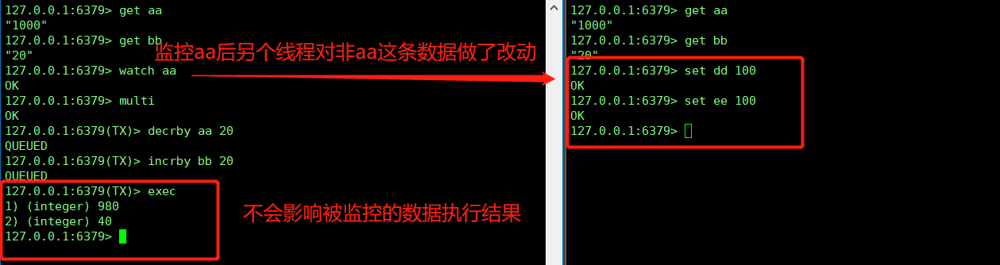 127.0.0.1:6379> get aa
"1000"
127.0.0.1:6379> get bb
"20"
127.0.0.1:6379> watch aa
OK
127.0.0.1:6379> multi
OK
127.0.0.1:6379(TX)> decrby aa 20
QUEUED
127.0.0.1:6379(TX)> incrby bb 20
QUEUED
127.0.0.1:6379(TX)> exec
1) (integer) 980
2) (integer) 40
127.0.0.1:6379>
监控aa后另个线程对非aa这条数据做了改动
不会影响被监控的数据执行结果
127.0.0.1:6379> get aa
"1000"
127.0.0.1:6379> get bb
"20"
127.0.0.1:6379> set dd 100
OK
127.0.0.1:6379> set ee 100
OK
127.0.0.1:6379>